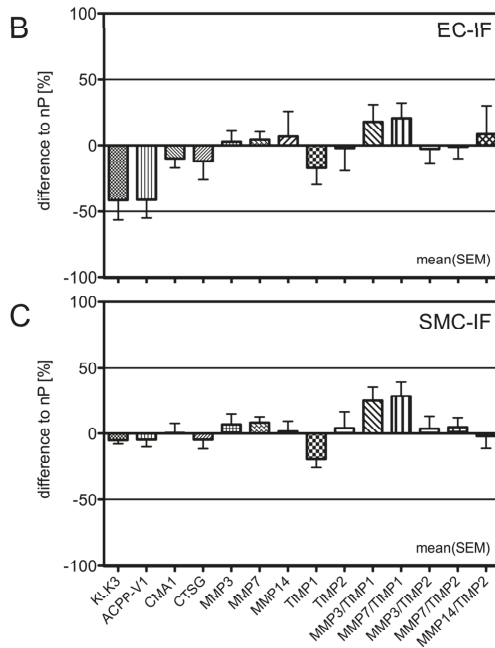 B
EC-IF
difference to nP [%]
100
50
0
-50
-100
mean(SEM)
C
SMC-IF
difference to nP [%]
100
50
0
-50
-100
mean(SEM)
KLK3
ACPP-V1
CMA1
CTSG
MMP3
MMP7
MMP14
TIMP1
TIMP2
MMP3/TIMP1
MMP7/TIMP1
MMP3/TIMP2
MMP7/TIMP2
MMP14/TIMP2